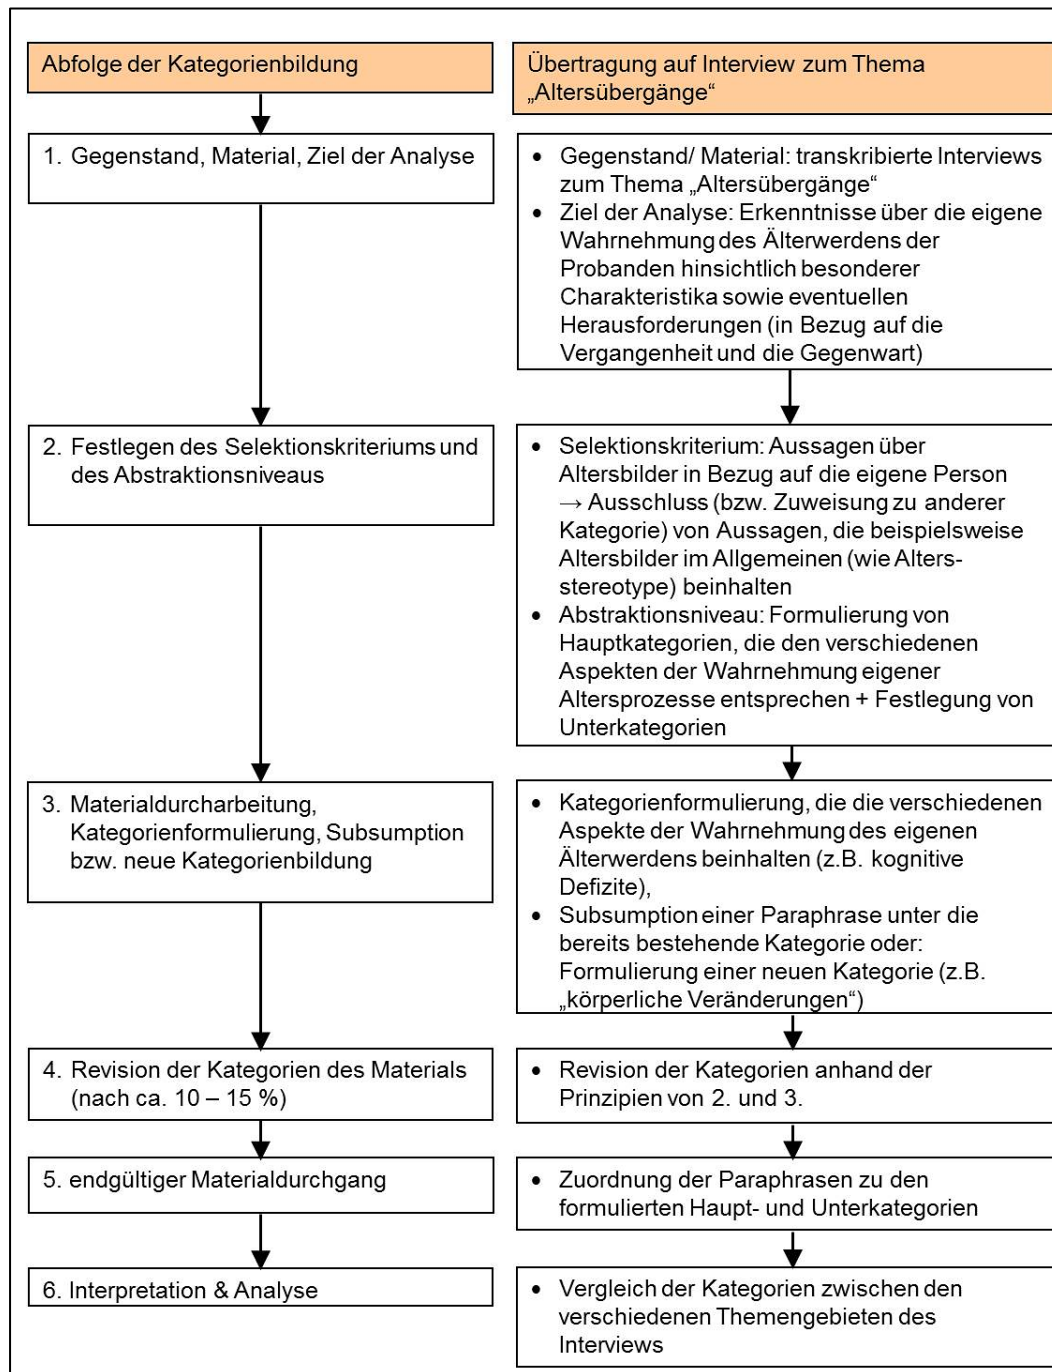 Abfolge der Kategorienbildung
Übertragung auf Interview zum Thema
„Altersübergänge“
1. Gegenstand, Material, Ziel der Analyse
• Gegenstand/ Material: transkribierte Interviews
zum Thema „Altersübergänge“
• Ziel der Analyse: Erkenntnisse über die eigene
Wahrnehmung des Älterwerdens der
Probanden hinsichtlich besonderer
Charakteristika sowie eventuellen
Herausforderungen (in Bezug auf die
Vergangenheit und die Gegenwart)
2. Festlegen des Selektionskriteriums und
des Abstraktionsniveaus
• Selektionskriterium: Aussagen über
Altersbilder in Bezug auf die eigene Person
→ Ausschluss (bzw. Zuweisung zu anderer
Kategorie) von Aussagen, die beispielsweise
Altersbilder im Allgemeinen (wie Alters-
stereotype) beinhalten
• Abstraktionsniveau: Formulierung von
Hauptkategorien, die den verschiedenen
Aspekten der Wahrnehmung eigener
Altersprozesse entsprechen + Festlegung von
Unterkategorien
3. Materialdurcharbeitung,
Kategorienformulierung, Subsumption
bzw. neue Kategorienbildung
• Kategorienformulierung, die die verschiedenen
Aspekte der Wahrnehmung des eigenen
Älterwerdens beinhalten (z.B. kognitive
Defizite),
• Subsumption einer Paraphrase unter die
bereits bestehende Kategorie oder:
Formulierung einer neuen Kategorie (z.B.
„körperliche Veränderungen“)
4. Revision der Kategorien des Materials
(nach ca. 10 – 15 %)
• Revision der Kategorien anhand der
Prinzipien von 2. und 3.
5. endgültiger Materialdurchgang
• Zuordnung der Paraphrasen zu den
formulierten Haupt- und Unterkategorien
6. Interpretation & Analyse
• Vergleich der Kategorien zwischen den
verschiedenen Themengebieten des
Interviews